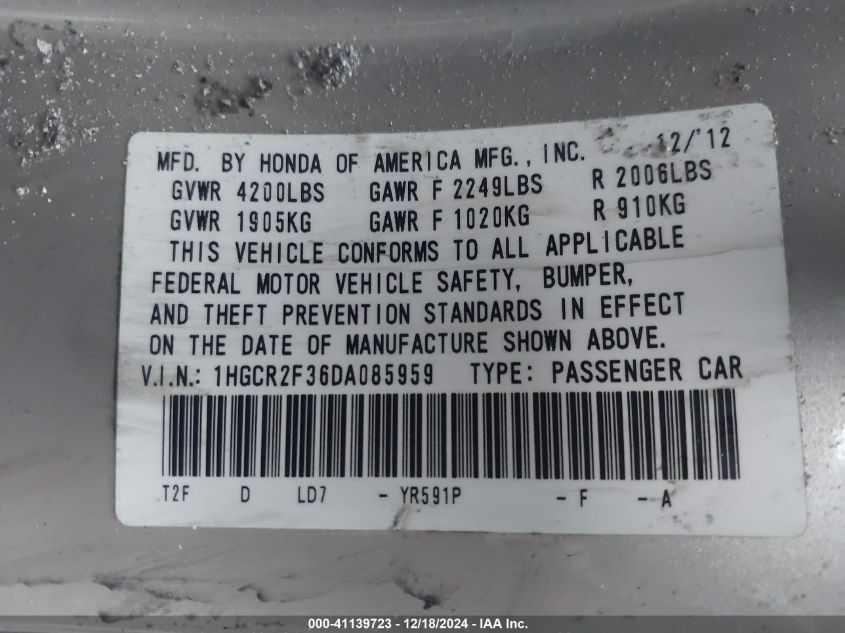 MFD. BY HONDA OF AMERICA MFG., INC. 12/'12
GVWR 4200LBS GAWR F 2249LBS R 2006LBS
GVWR 1905KG GAWR F 1020KG R 910KG
THIS VEHICLE CONFORMS TO ALL APPLICABLE
FEDERAL MOTOR VEHICLE SAFETY, BUMPER,
AND THEFT PREVENTION STANDARDS IN EFFECT
ON THE DATE OF MANUFACTURE SHOWN ABOVE.
V.I.N.: 1HGCR2F36DA085959 TYPE: PASSENGER CAR
T2F D LD7 - YR591P - F - A
000-41139723 - 12/18/2024 - IAA Inc.